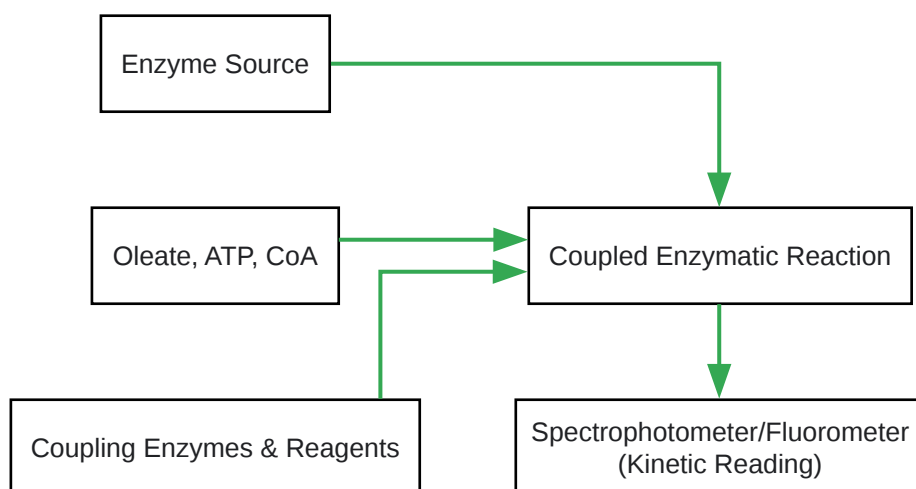 Enzyme Source
Oleate, ATP, CoA
Coupled Enzymatic Reaction
Coupling Enzymes & Reagents
Spectrophotometer/Fluorometer
(Kinetic Reading)